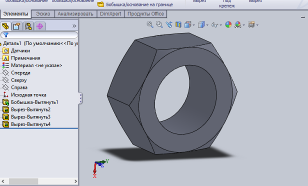 Бобышка/основание на границе
Элементы Эскиз Анализировать DimXpert Продукты Office
Деталь1 (По умолчанию<<По у
Датчики
Примечания
Материал <не указан>
Спереди
Сверху
Справа
Исходная точка
Бобышка-Вытянуть1
Вырез-Вытянуть2
Вырез-Вытянуть3
Вырез-Вытянуть4